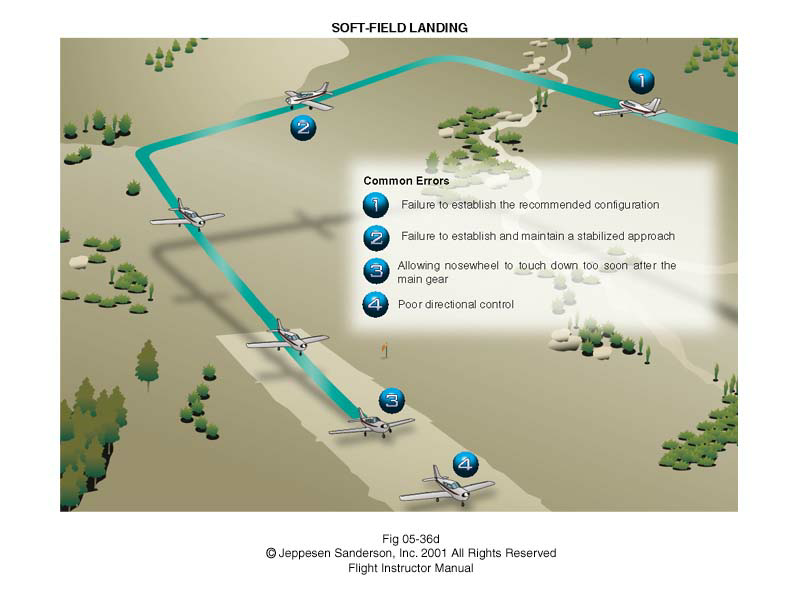 SOFT-FIELD LANDING
1
2
Common Errors
1 Failure to establish the recommended configuration
2 Failure to establish and maintain a stabilized approach
3 Allowing nosewheel to touch down too soon after the
main gear
4 Poor directional control
3
4
Fig 05-36d
© Jeppesen Sanderson, Inc. 2001 All Rights Reserved
Flight Instructor Manual